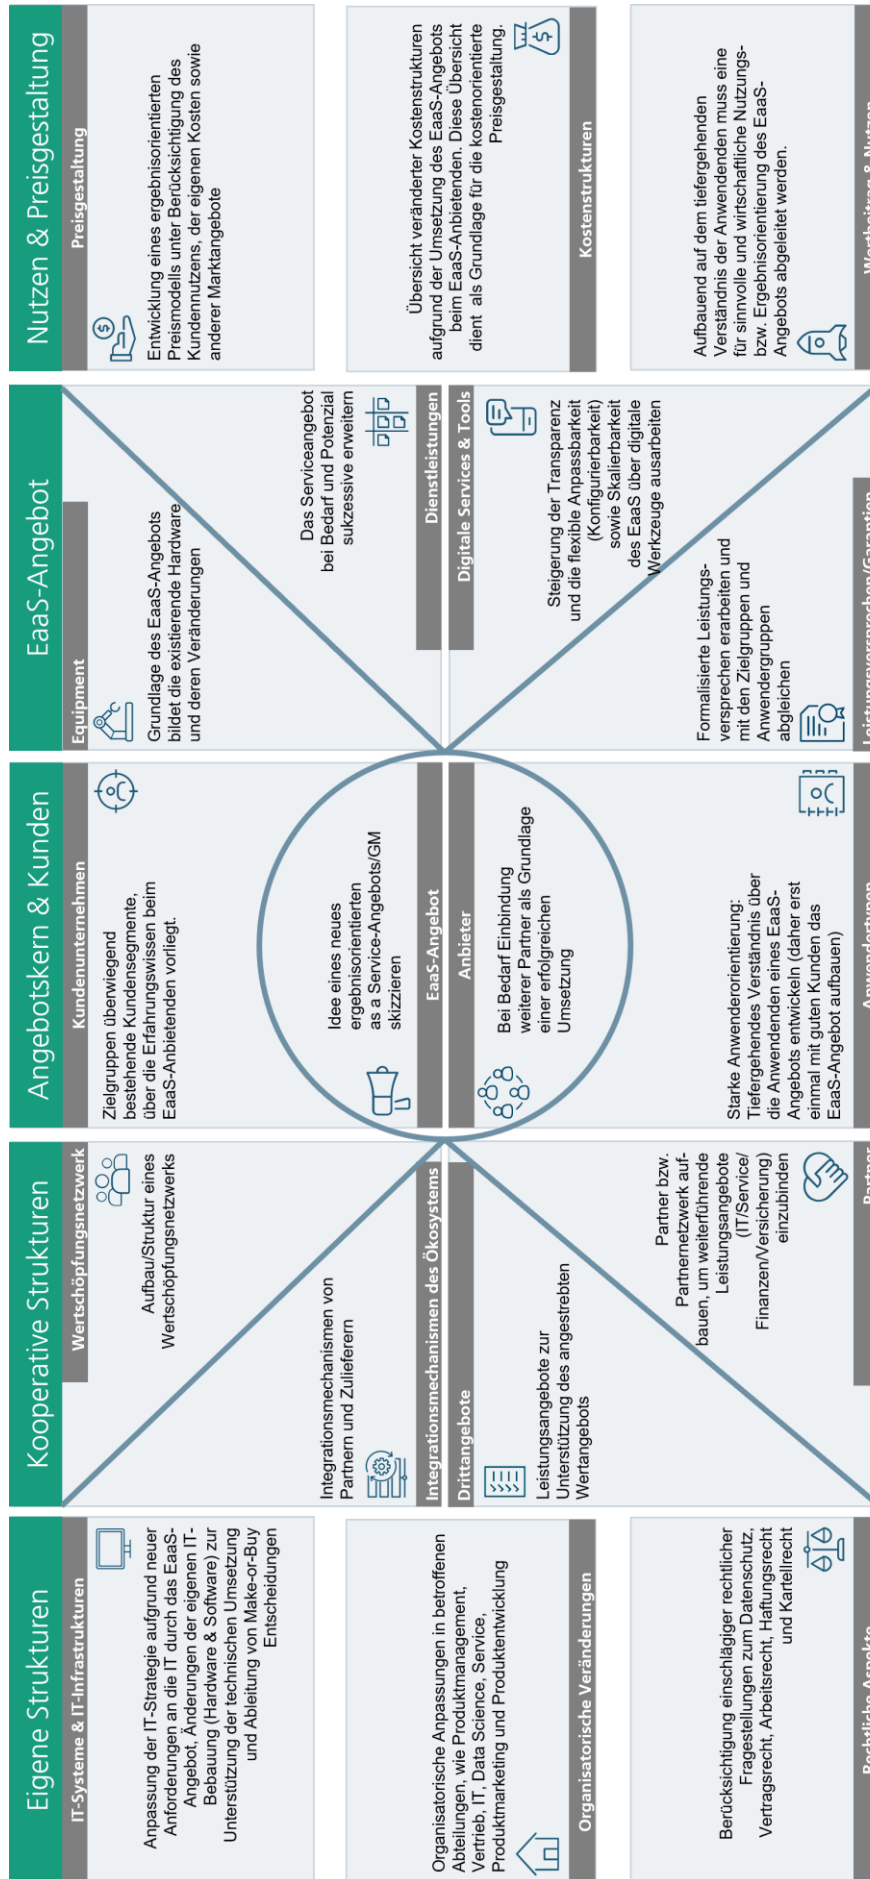 Eigene Strukturen
IT-Systeme & IT-Infrastrukturen
Anpassung der IT-Strategie aufgrund neuer
Anforderungen an die IT durch das EaaS-
Angebot, Änderungen der eigenen IT-
Bebauung (Hardware & Software) zur
Unterstützung der technischen Umsetzung
und Ableitung von Make-or-Buy
Entscheidungen
Organisatorische Anpassungen in betroffenen
Abteilungen, wie Produktmanagement,
Vertrieb, IT, Data Science, Service,
Produktmarketing und Produktentwicklung
Organisatorische Veränderungen
Berücksichtigung einschlägiger rechtlicher
Fragestellungen zum Datenschutz,
Vertragsrecht, Arbeitsrecht, Haftungsrecht
und Kartellrecht
Rechtliche Aspekte
Kooperative Strukturen
Wertschöpfungsnetzwerk
Aufbau/Struktur eines
Wertschöpfungsnetzwerks
Integrationsmechanismen von
Partnern und Zulieferern
Integrationsmechanismen des Ökosystems
Drittangebote
Leistungsangebote zur
Unterstützung des angestrebten
Wertangebots
Partner bzw.
Partnernetzwerk auf-
bauen, um weiterführende
Leistungsangebote
(IT/Service/
Finanzen/Versicherung)
einzubinden
Partner
Angebotskern & Kunden
Kundenunternehmen
Zielgruppen überwiegend
bestehende Kundensegmente,
über die Erfahrungswissen beim
EaaS-Anbietenden vorliegt.
Idee eines neues
ergebnisorientierten
as a Service-Angebots/GM
skizzieren
EaaS-Angebot
Anbieter
Bei Bedarf Einbindung
weiterer Partner als Grundlage
einer erfolgreichen
Umsetzung
Starke Anwenderorientierung:
Tiefergehendes Verständnis über
die Anwendenden eines EaaS-
Angebots entwickeln (daher erst
einmal mit guten Kunden das
EaaS-Angebot aufbauen)
Anwendertypen
EaaS-Angebot
Equipment
Grundlage des EaaS-Angebots
bildet die existierende Hardware
und deren Veränderungen
Das Serviceangebot
bei Bedarf und Potenzial
sukzessive erweitern
Dienstleistungen
Digitale Services & Tools
Steigerung der Transparenz
und die flexible Anpassbarkeit
(Konfigurierbarkeit)
sowie Skalierbarkeit
des EaaS über digitale
Werkzeuge ausarbeiten
Formalisierte Leistungs-
versprechen erarbeiten und
mit den Zielgruppen und
Anwendergruppen
abgleichen
Leistungsversprechen/Garantien
Nutzen & Preisgestaltung
Preisgestaltung
Entwicklung eines ergebnisorientierten
Preismodells unter Berücksichtigung des
Kundennutzens, der eigenen Kosten sowie
anderer Marktangebote
Übersicht veränderter Kostenstrukturen
aufgrund der Umsetzung des EaaS-Angebots
beim EaaS-Anbietenden. Diese Übersicht
dient als Grundlage für die kostenorientierte
Preisgestaltung.
Kostenstrukturen
Aufbauend auf dem tiefergehenden
Verständnis der Anwendenden muss eine
für sinnvolle und wirtschaftliche Nutzungs-
bzw. Ergebnisorientierung des EaaS-
Angebots abgeleitet werden.
Wertbeitrag & Nutzen